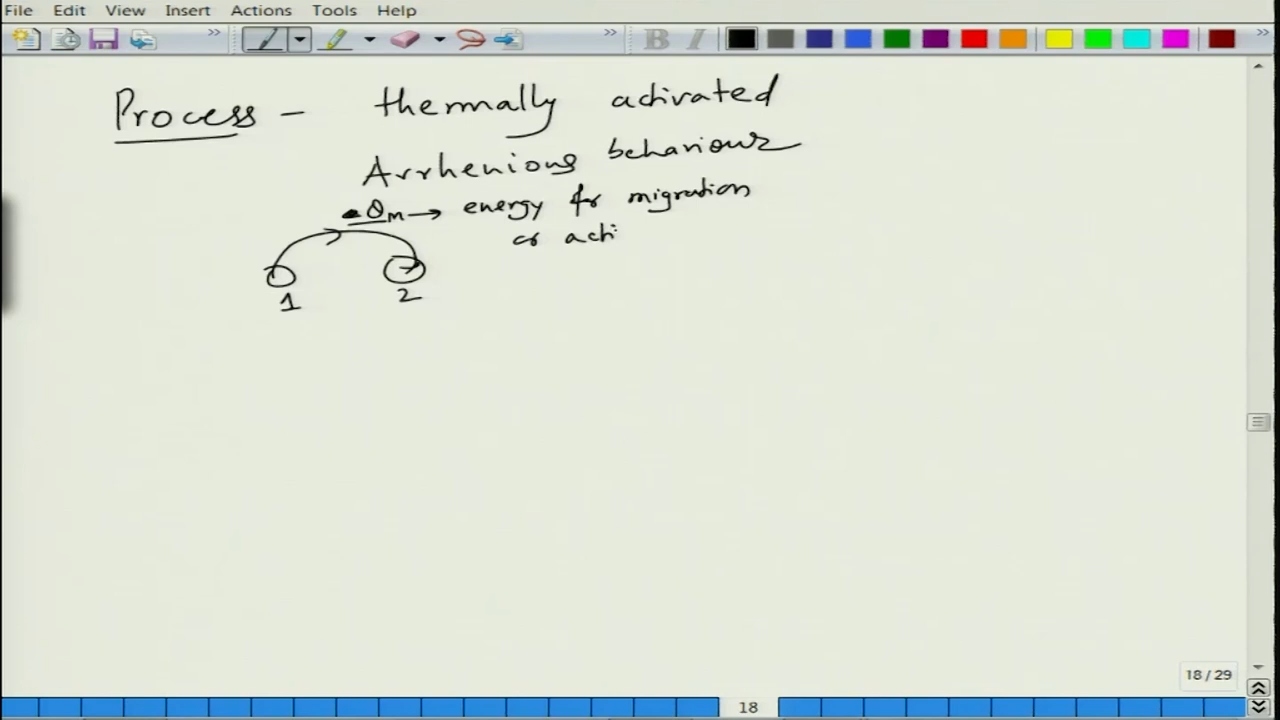 File Edit View Insert Actions Tools Help
Process - thermally activated
Arrhenious behaviour
θm → energy for migration
or acti
1 2
18 / 29
18